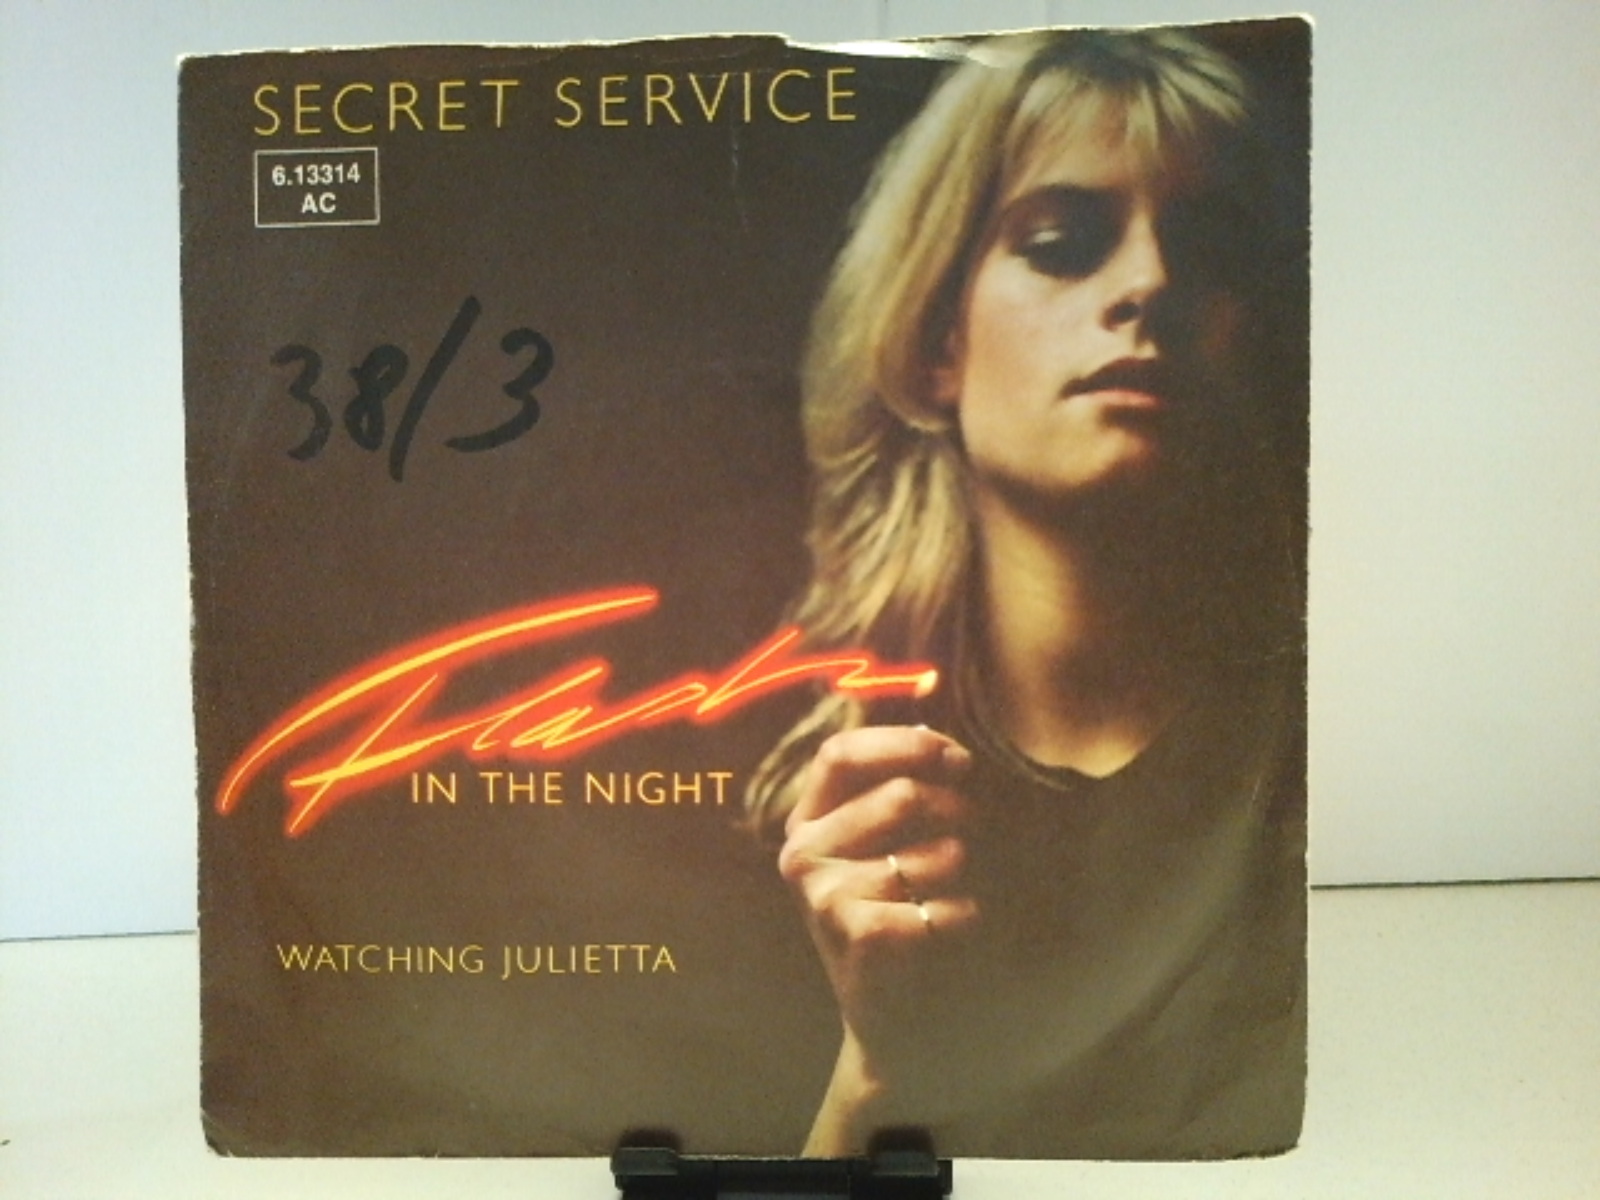 SECRET SERVICE
6.13314
AC
38/3
Flash
IN THE NIGHT
WATCHING JULIETTA